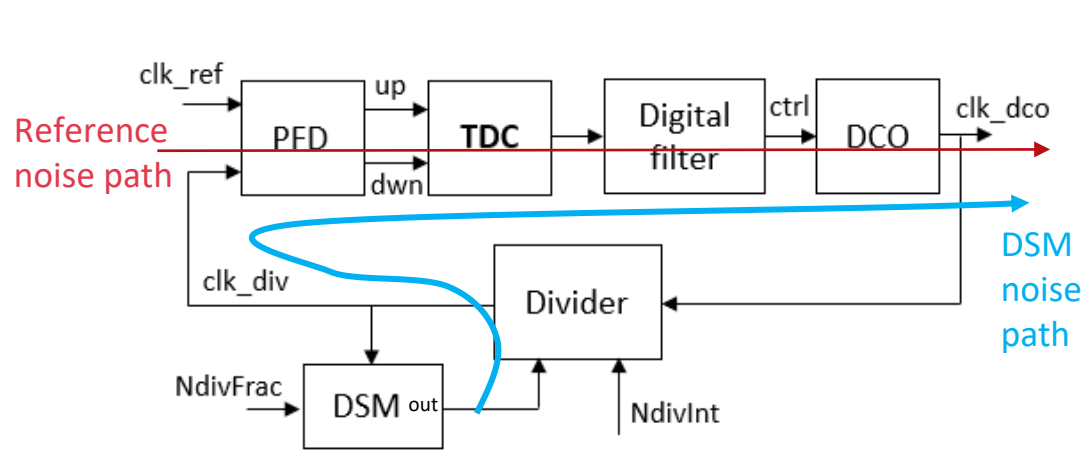 clk_ref
up
Reference
noise path
PFD
dwn
TDC
Digital
filter
ctrl
DCO
clk_dco
DSM
noise
path
clk_div
Divider
NdivFrac
DSM out
NdivInt